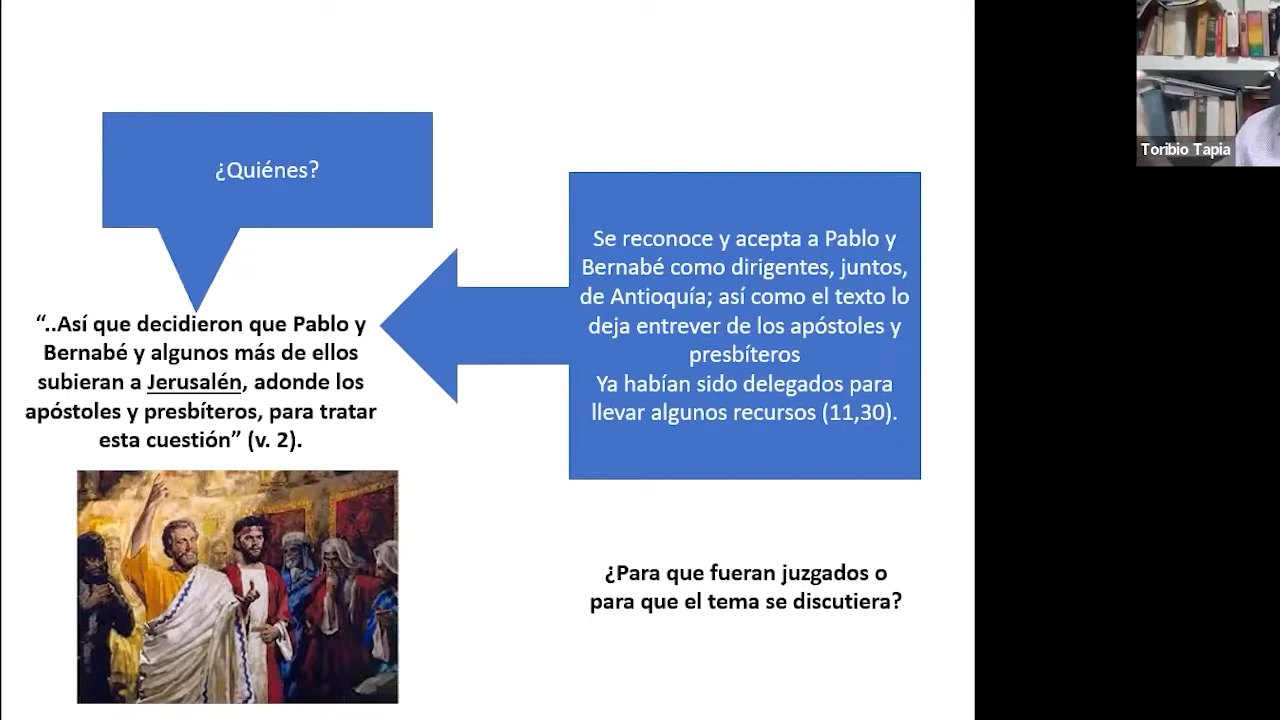 ¿Quiénes?
“..Así que decidieron que Pablo y
Bernabé y algunos más de ellos
subieran a Jerusalén, adonde los
apóstoles y presbíteros, para tratar
esta cuestión” (v. 2).
Se reconoce y acepta a Pablo y
Bernabé como dirigentes, juntos,
de Antioquía; así como el texto lo
deja entrever de los apóstoles y
presbíteros
Ya habían sido delegados para
llevar algunos recursos (11,30).
¿Para que fueran juzgados o
para que el tema se discutiera?
Toribio Tapia